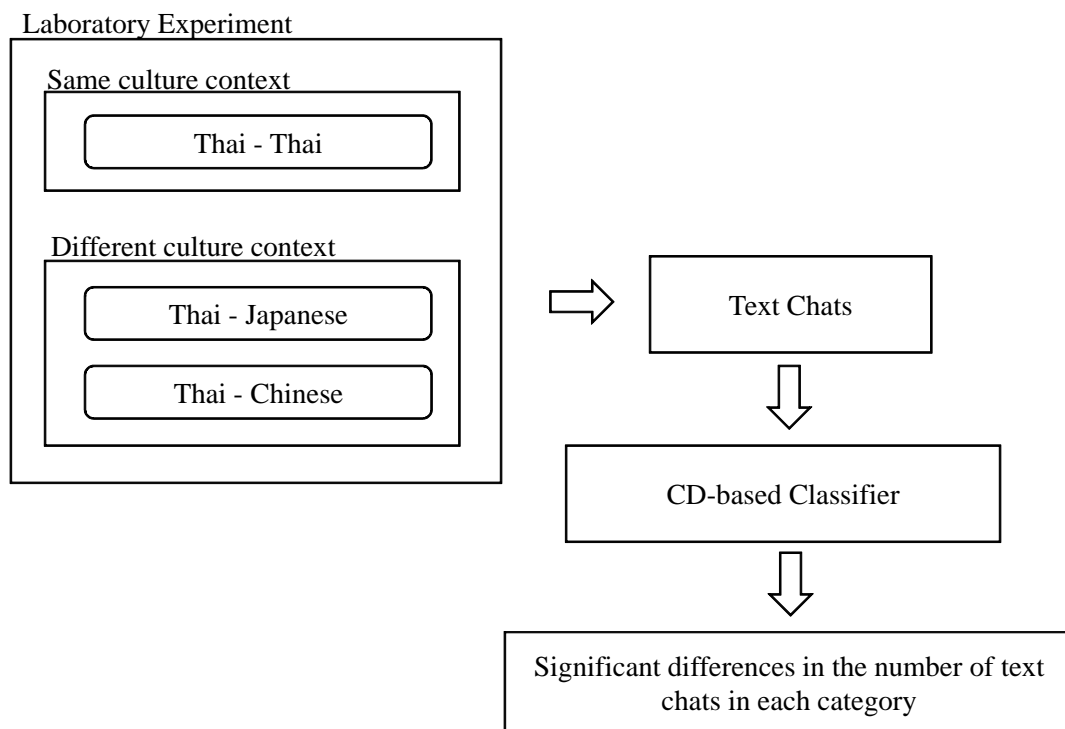 Laboratory Experiment
Same culture context
Thai - Thai
Different culture context
Thai - Japanese
Thai - Chinese
Text Chats
CD-based Classifier
Significant differences in the number of text
chats in each category